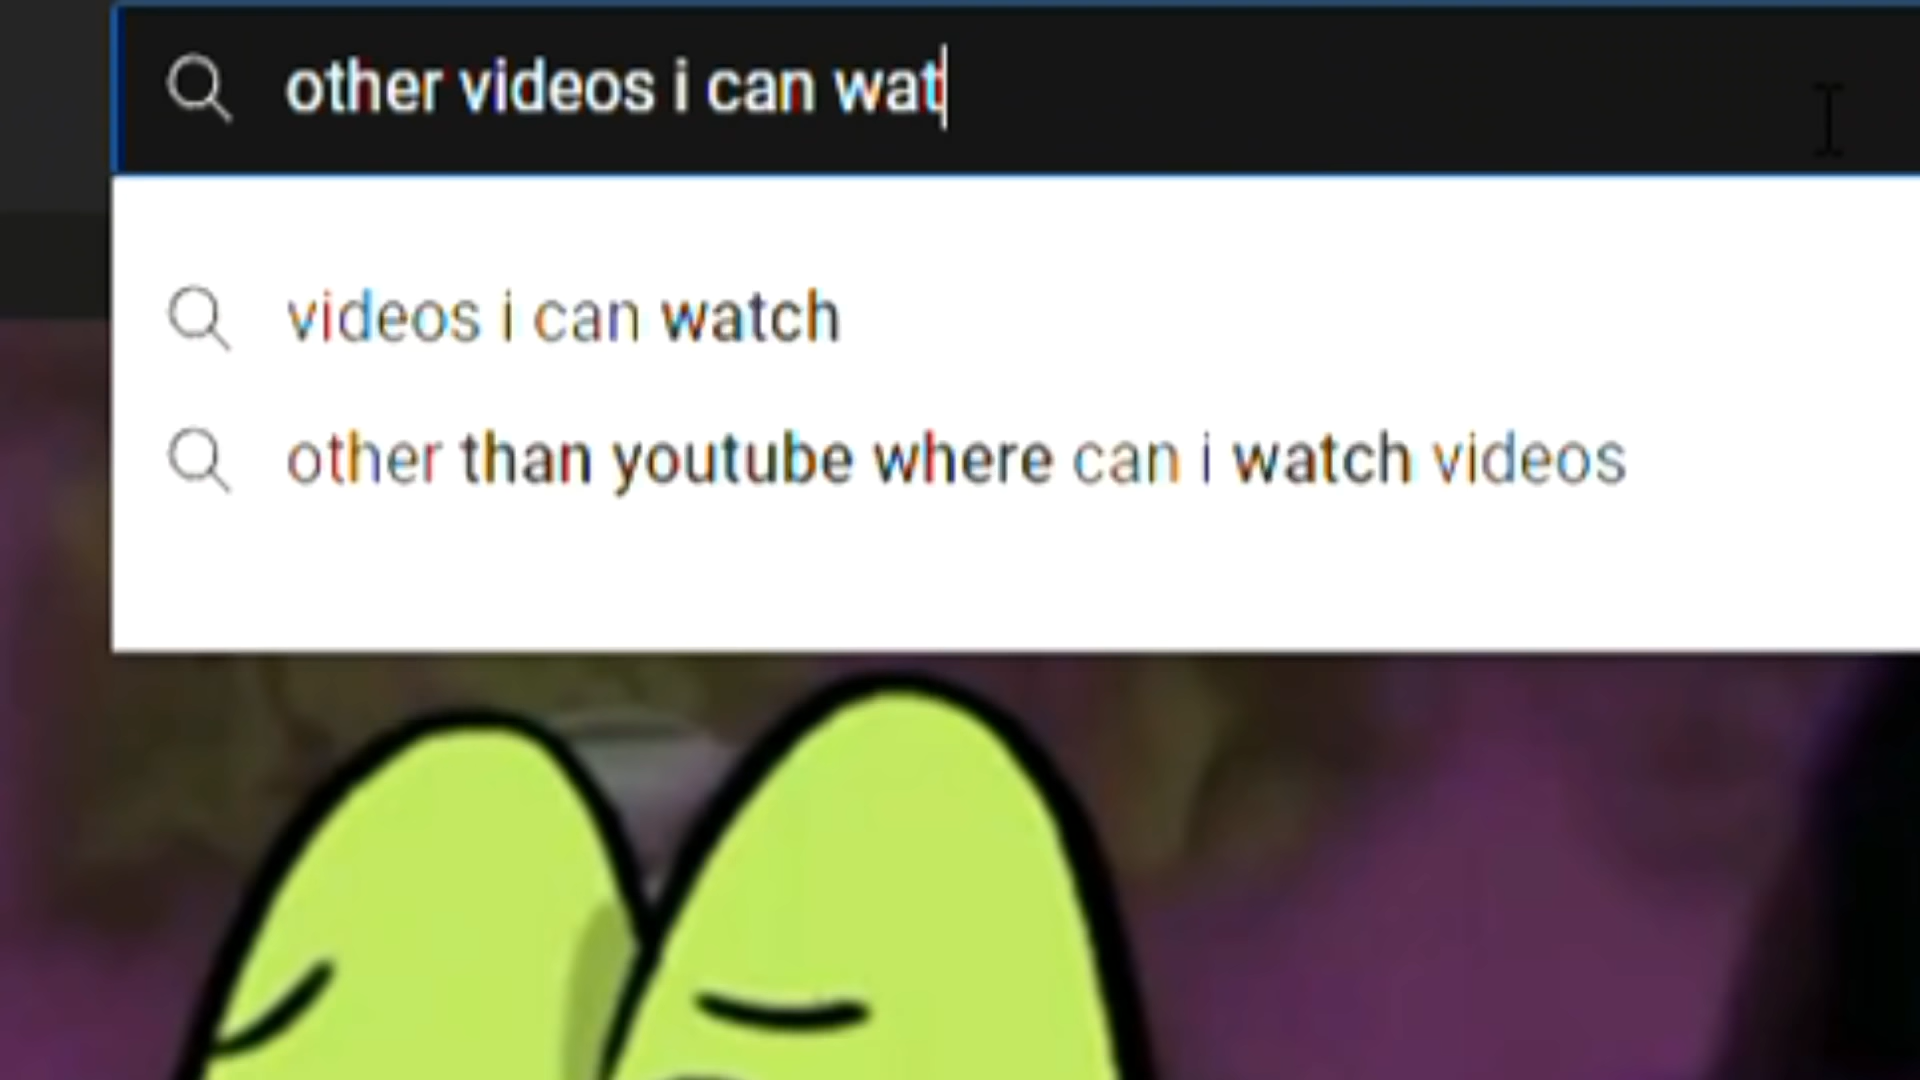 other videos i can wat
videos i can watch
other than youtube where can i watch videos